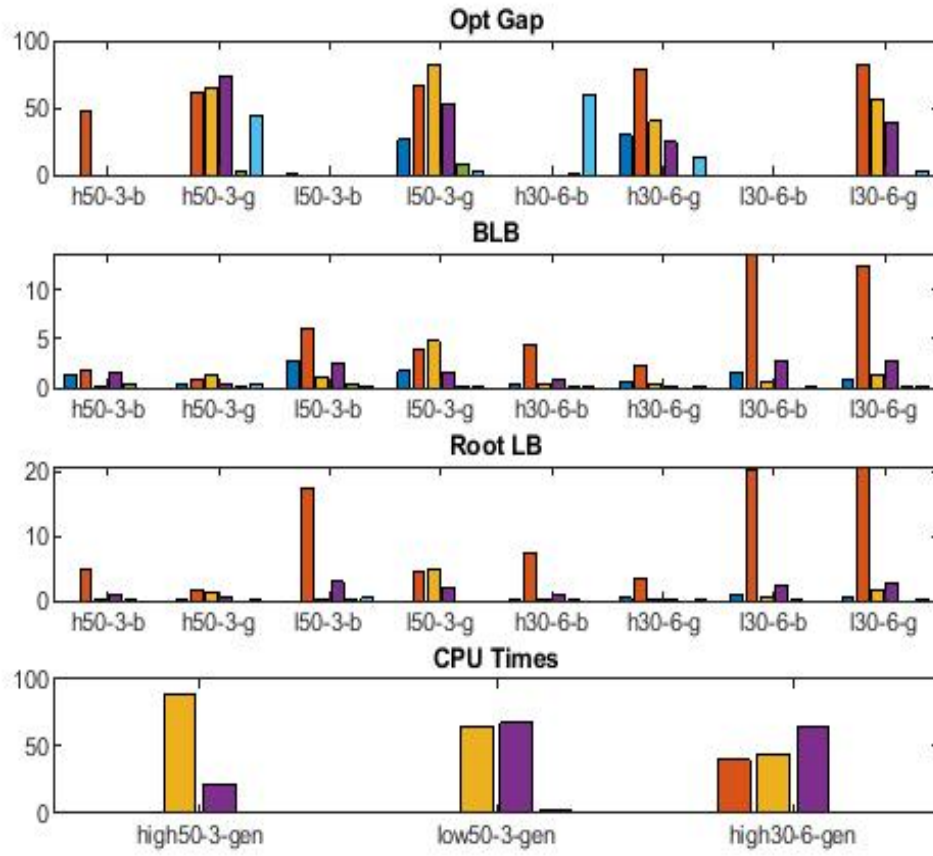 Opt Gap
100
50
0
h50-3-b h50-3-g l50-3-b l50-3-g h30-6-b h30-6-g l30-6-b l30-6-g
BLB
10
5
0
h50-3-b h50-3-g l50-3-b l50-3-g h30-6-b h30-6-g l30-6-b l30-6-g
Root LB
20
10
0
h50-3-b h50-3-g l50-3-b l50-3-g h30-6-b h30-6-g l30-6-b l30-6-g
CPU Times
100
50
0
high50-3-gen low50-3-gen high30-6-gen